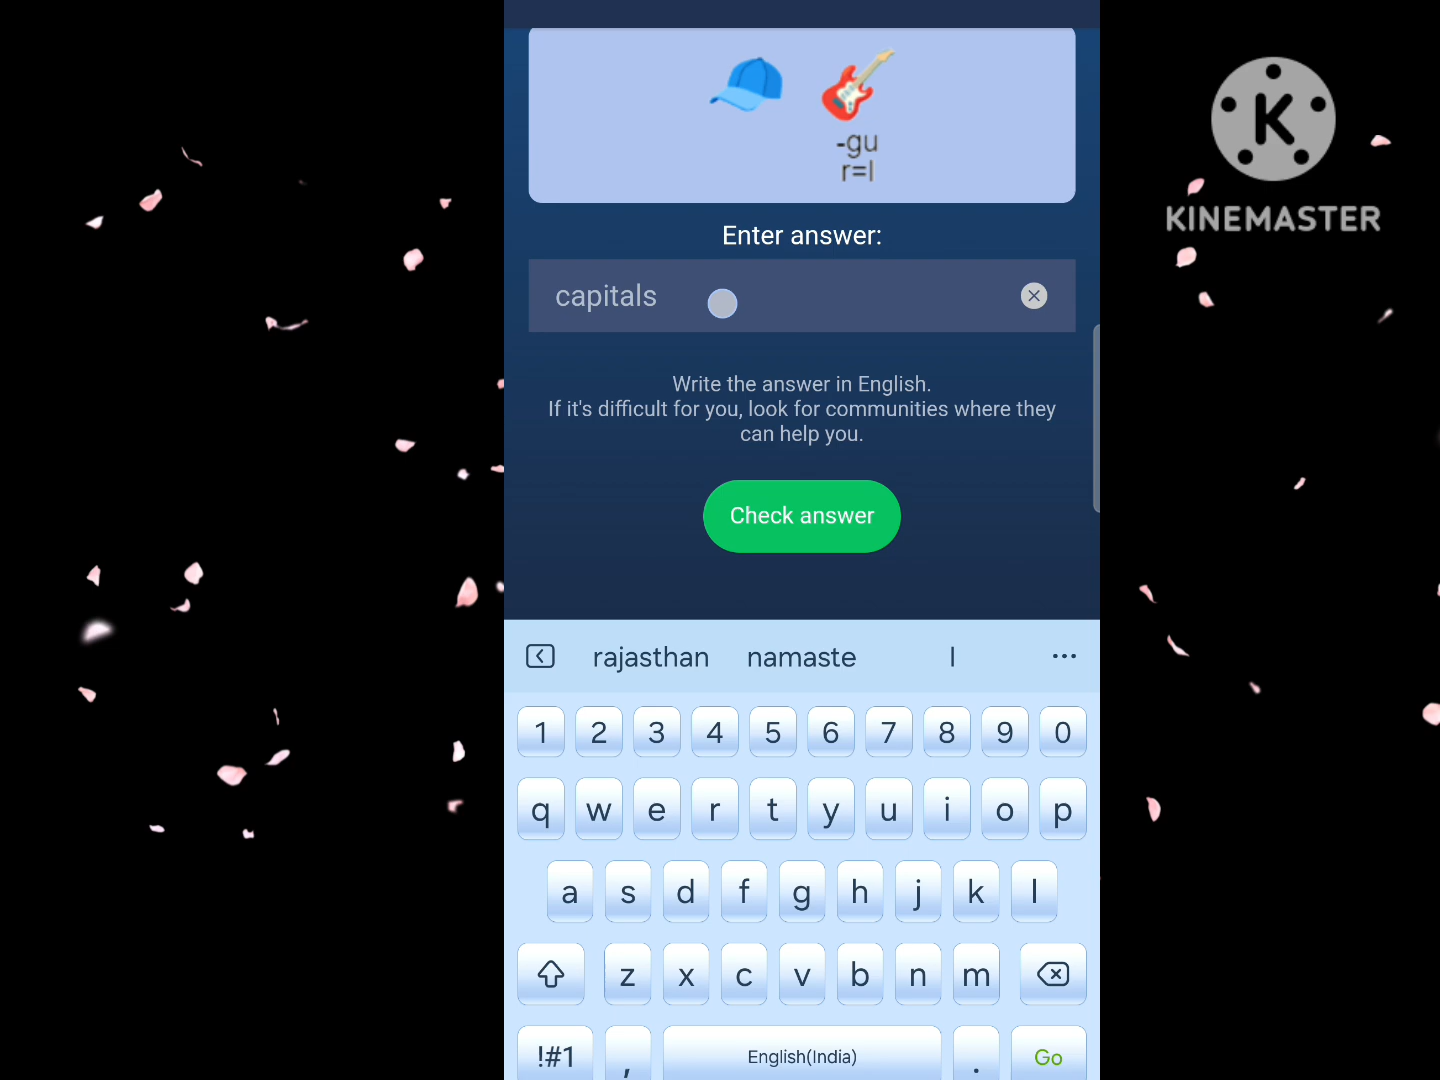 -gu
r=l
Enter answer:
capitals
Write the answer in English.
If it's difficult for you, look for communities where they
can help you.
Check answer
rajasthan namaste I ...
1 2 3 4 5 6 7 8 9 0
q w e r t y u i o p
a s d f g h j k l
z x c v b n m
!#1 , English(India) . Go
K
KINEMASTER